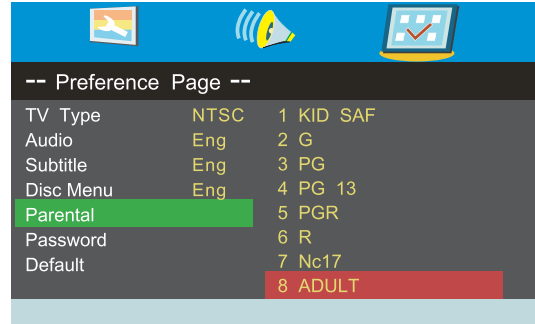 -- Preference Page --
TV Type NTSC 1 KID SAF
Audio Eng 2 G
Subtitle Eng 3 PG
Disc Menu Eng 4 PG 13
Parental 5 PGR
Password 6 R
Default 7 Nc17
8 ADULT